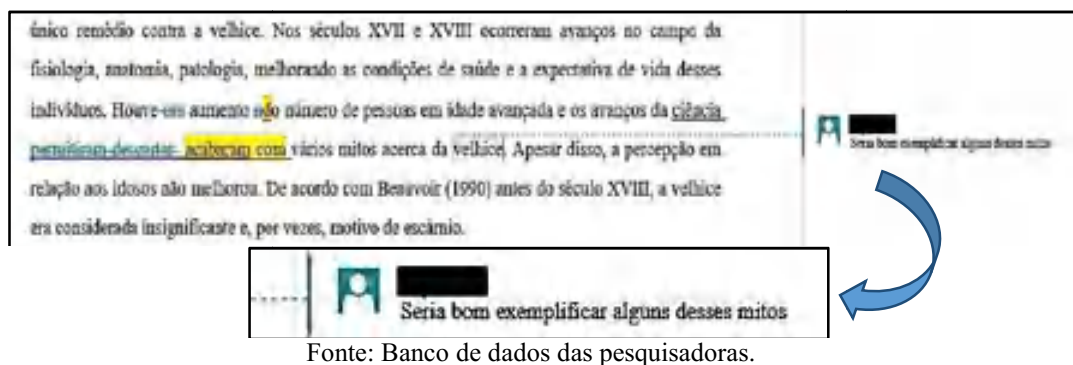 único remédio contra a velhice. Nos séculos XVII e XVIII ocorreram avanços no campo da
fisiologia, anatomia, patologia, melhorando as condições de saúde e a expectativa de vida desses
indivíduos. Houve um aumento no número de pessoas em idade avançada e os avanços da ciência
permitiram descartar acabaram com vários mitos acerca da velhice. Apesar disso, a percepção em
relação aos idosos não melhorou. De acordo com Beauvoir (1990) antes do século XVIII, a velhice
era considerada insignificante e, por vezes, motivo de escárnio.
Seria bom exemplificar alguns desses mitos
Seria bom exemplificar alguns desses mitos
Fonte: Banco de dados das pesquisadoras.